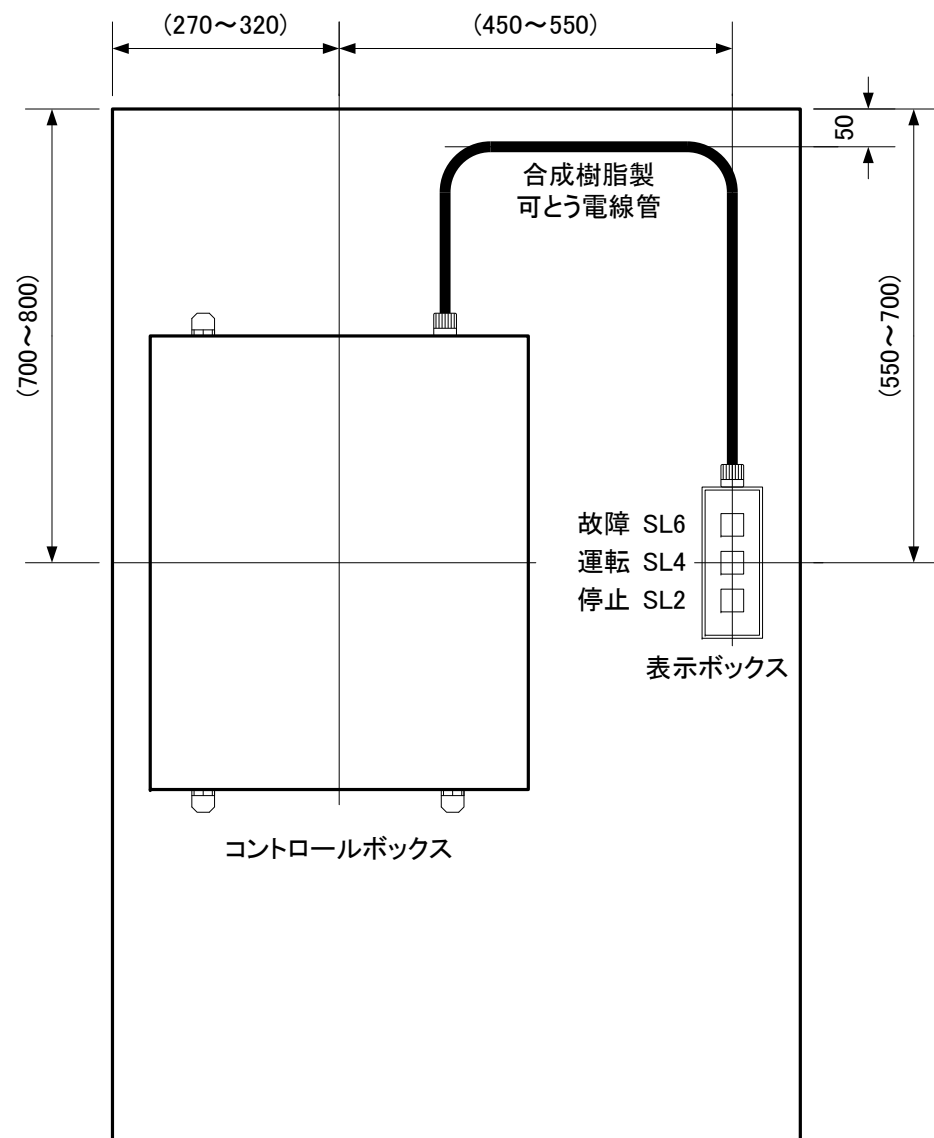 (270～320)
(450～550)
50
合成樹脂製
可とう電線管
(700～800)
(550～700)
故障 SL6
運転 SL4
停止 SL2
表示ボックス
コントロールボックス